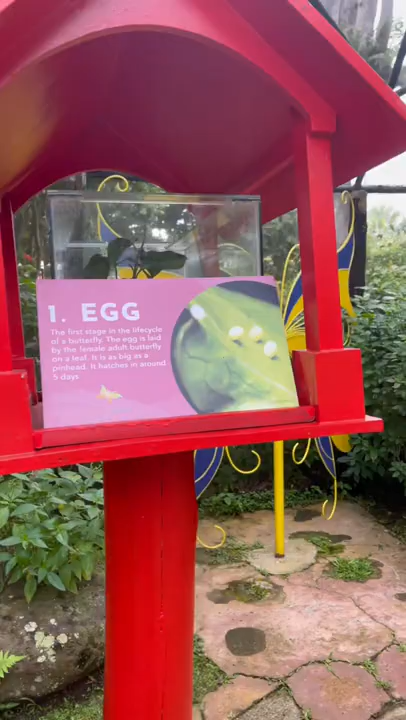 1. EGG
The first stage in the lifecycle
of a butterfly. The egg is laid
by the female adult butterfly
on a leaf. It is as big as a
pinhead. It hatches in around
5 days